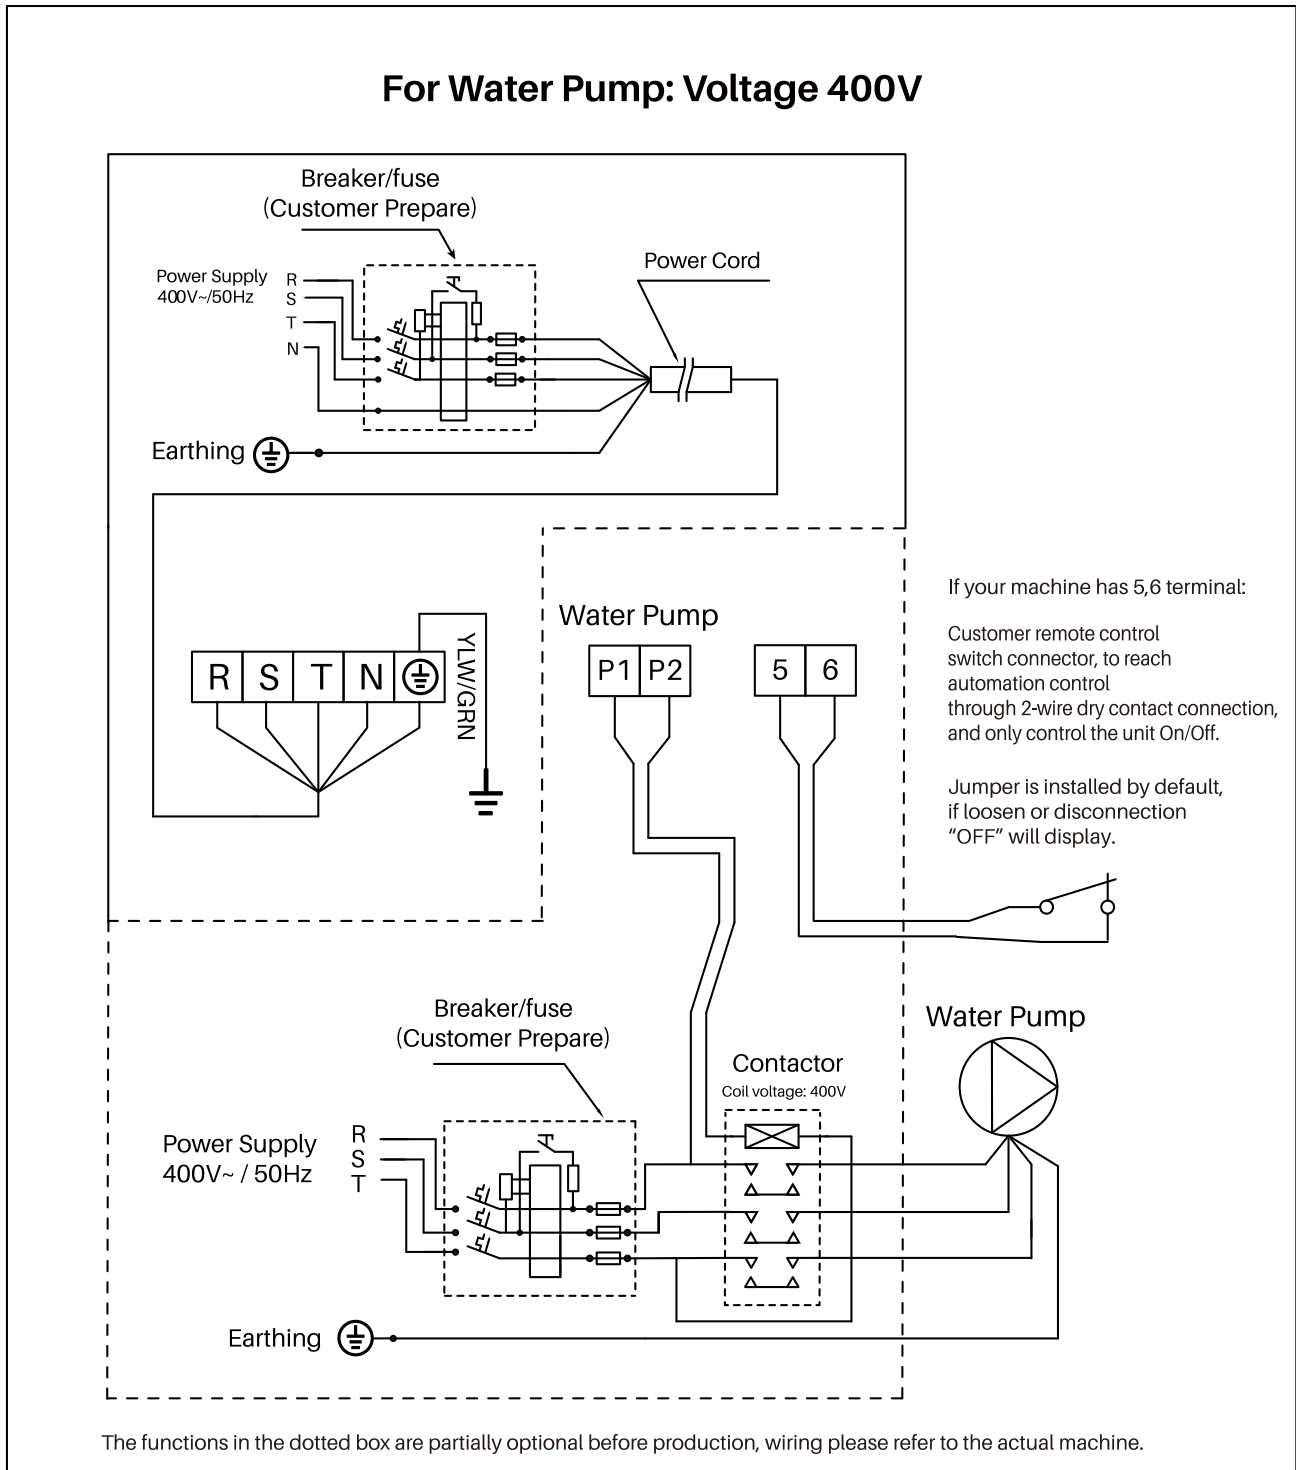 For Water Pump: Voltage 400V
Breaker/fuse
(Customer Prepare)
Power Cord
Power Supply
400V~/50Hz
R
S
T
N
Earthing
R S T N
YLW/GRN
Water Pump
P1 P2
5 6
If your machine has 5,6 terminal:
Customer remote control
switch connector, to reach
automation control
through 2-wire dry contact connection,
and only control the unit On/Off.
Jumper is installed by default,
if loosen or disconnection
“OFF” will display.
Breaker/fuse
(Customer Prepare)
Water Pump
Contactor
Coil voltage: 400V
Power Supply
400V~ / 50Hz
R
S
T
Earthing
The functions in the dotted box are partially optional before production, wiring please refer to the actual machine.